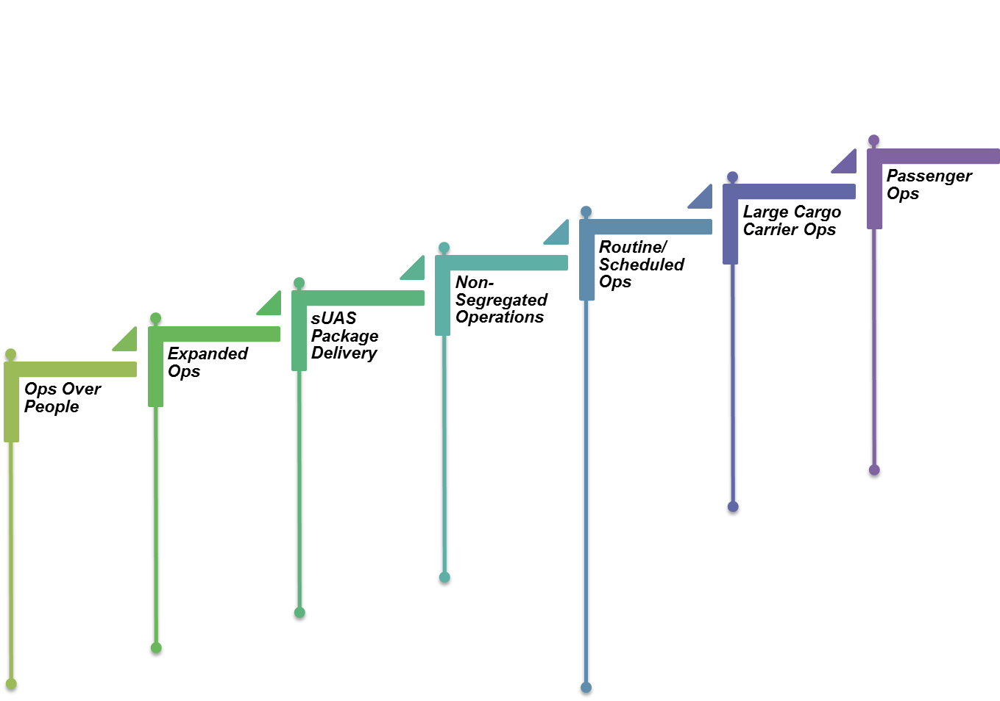 Ops Over
People
Expanded
Ops
sUAS
Package
Delivery
Non-
Segregated
Operations
Routine/
Scheduled
Ops
Large Cargo
Carrier Ops
Passenger
Ops